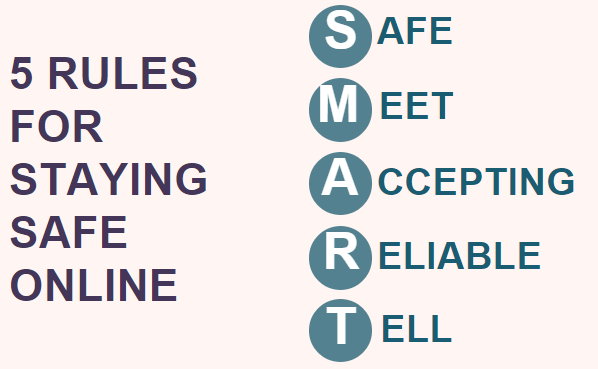 5 RULES
FOR
STAYING
SAFE
ONLINE
SAFE
MEET
ACCEPTING
RELIABLE
TELL